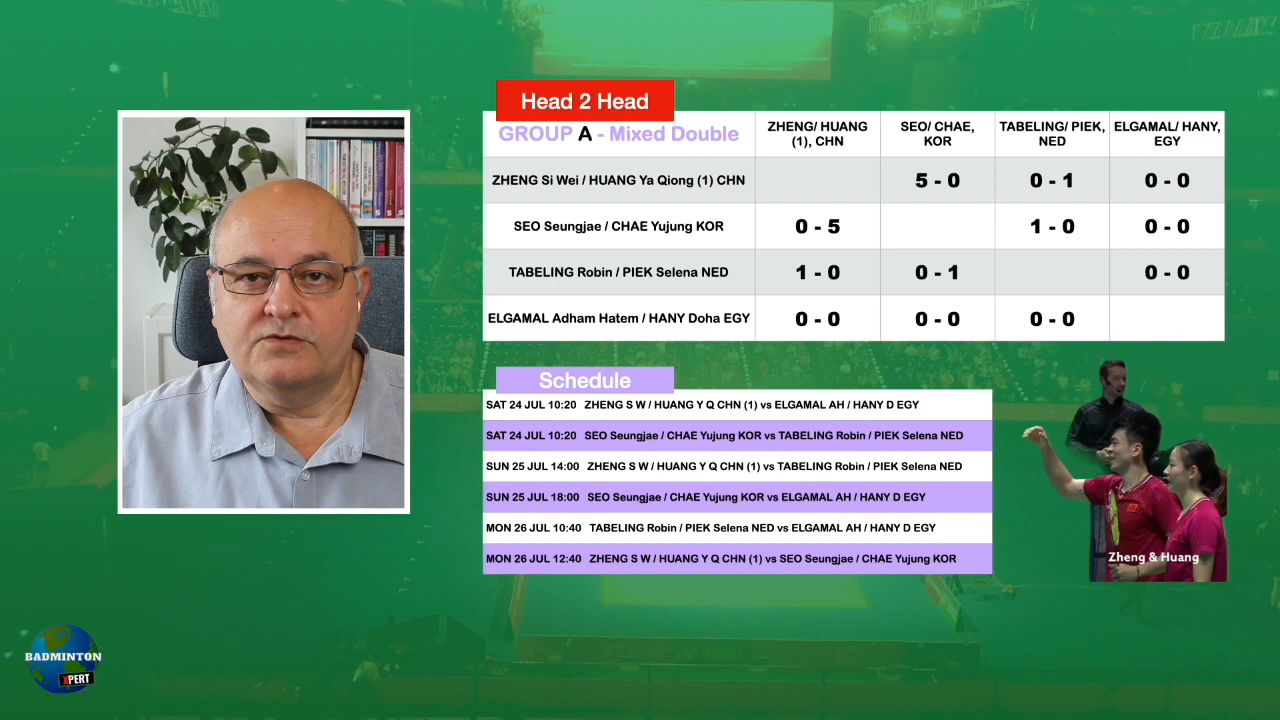 Head 2 Head
GROUP A - Mixed Double
ZHENG/ HUANG (1), CHN
SEO/ CHAE, KOR
TABELING/ PIEK, NED
ELGAMAL/ HANY, EGY
ZHENG Si Wei / HUANG Ya Qiong (1) CHN 5 - 0 0 - 1 0 - 0
SEO Seungjae / CHAE Yujung KOR 0 - 5 1 - 0 0 - 0
TABELING Robin / PIEK Selena NED 1 - 0 0 - 1 0 - 0
ELGAMAL Adham Hatem / HANY Doha EGY 0 - 0 0 - 0 0 - 0
Schedule
SAT 24 JUL 10:20 ZHENG S W / HUANG Y Q CHN (1) vs ELGAMAL AH / HANY D EGY
SAT 24 JUL 10:20 SEO Seungjae / CHAE Yujung KOR vs TABELING Robin / PIEK Selena NED
SUN 25 JUL 14:00 ZHENG S W / HUANG Y Q CHN (1) vs TABELING Robin / PIEK Selena NED
SUN 25 JUL 18:00 SEO Seungjae / CHAE Yujung KOR vs ELGAMAL AH / HANY D EGY
MON 26 JUL 10:40 TABELING Robin / PIEK Selena NED vs ELGAMAL AH / HANY D EGY
MON 26 JUL 12:40 ZHENG S W / HUANG Y Q CHN (1) vs SEO Seungjae / CHAE Yujung KOR
Zheng & Huang
BADMINTON
XPERT